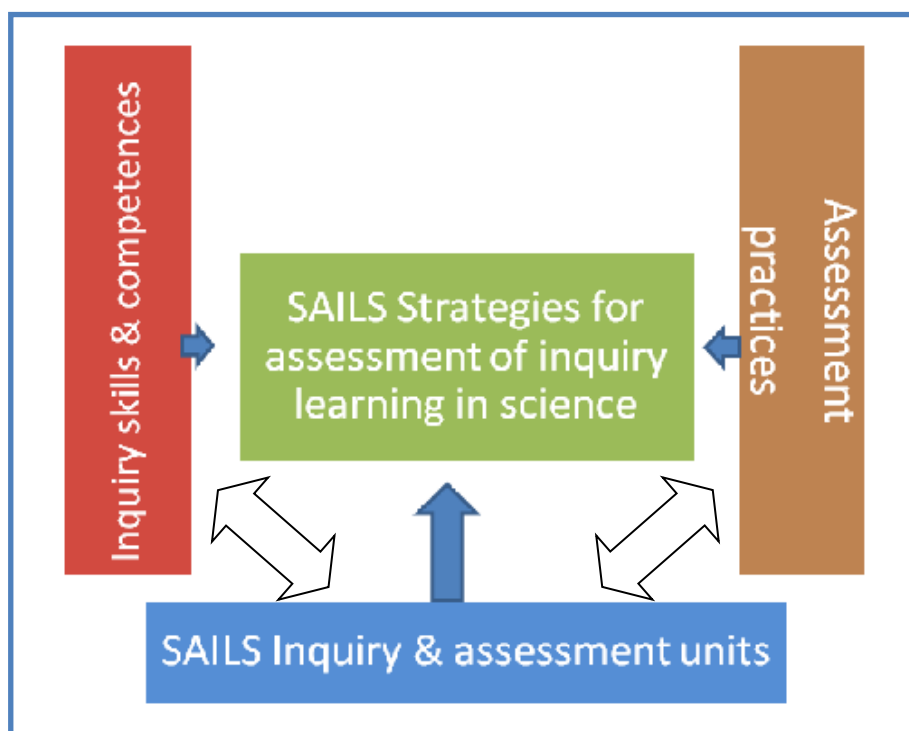 Inquiry skills & competences
SAILS Strategies for
assessment of inquiry
learning in science
Assessment
practices
SAILS Inquiry & assessment units